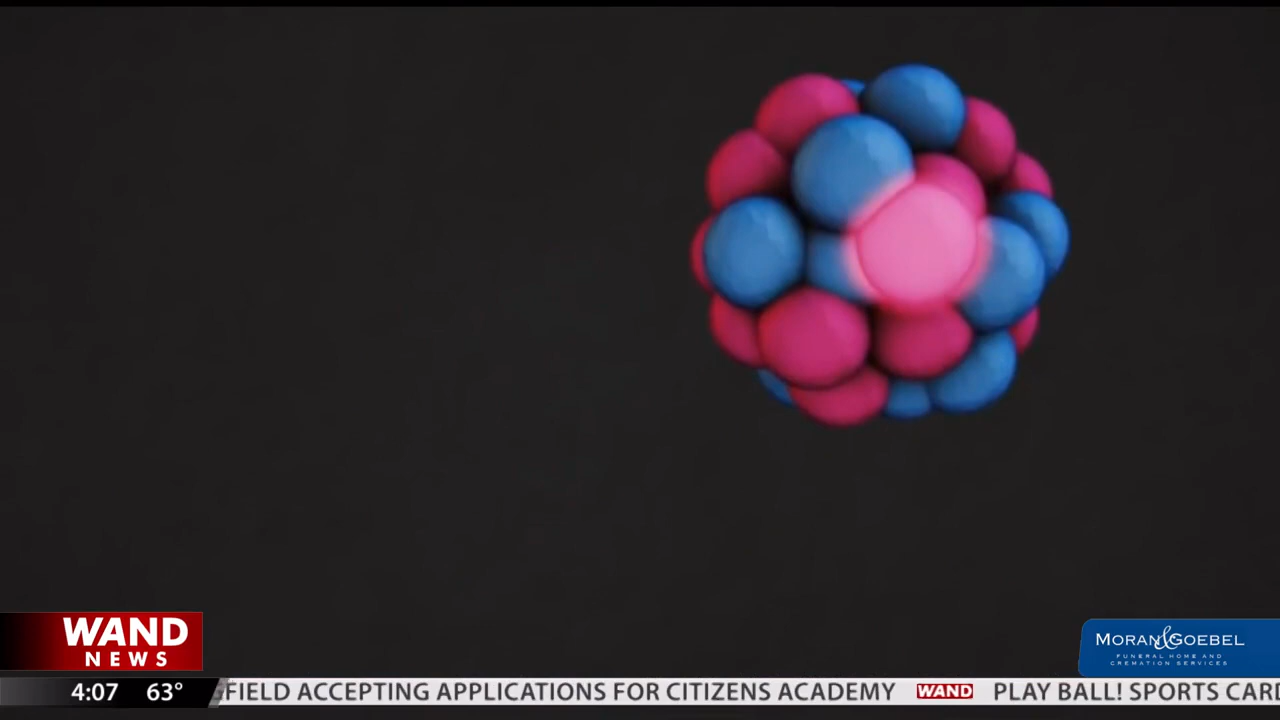 WAND
NEWS
MORAN & GOEBEL
FUNERAL HOME AND
CREMATION SERVICES
4:07 63° FIELD ACCEPTING APPLICATIONS FOR CITIZENS ACADEMY WAND PLAY BALL! SPORTS CARD